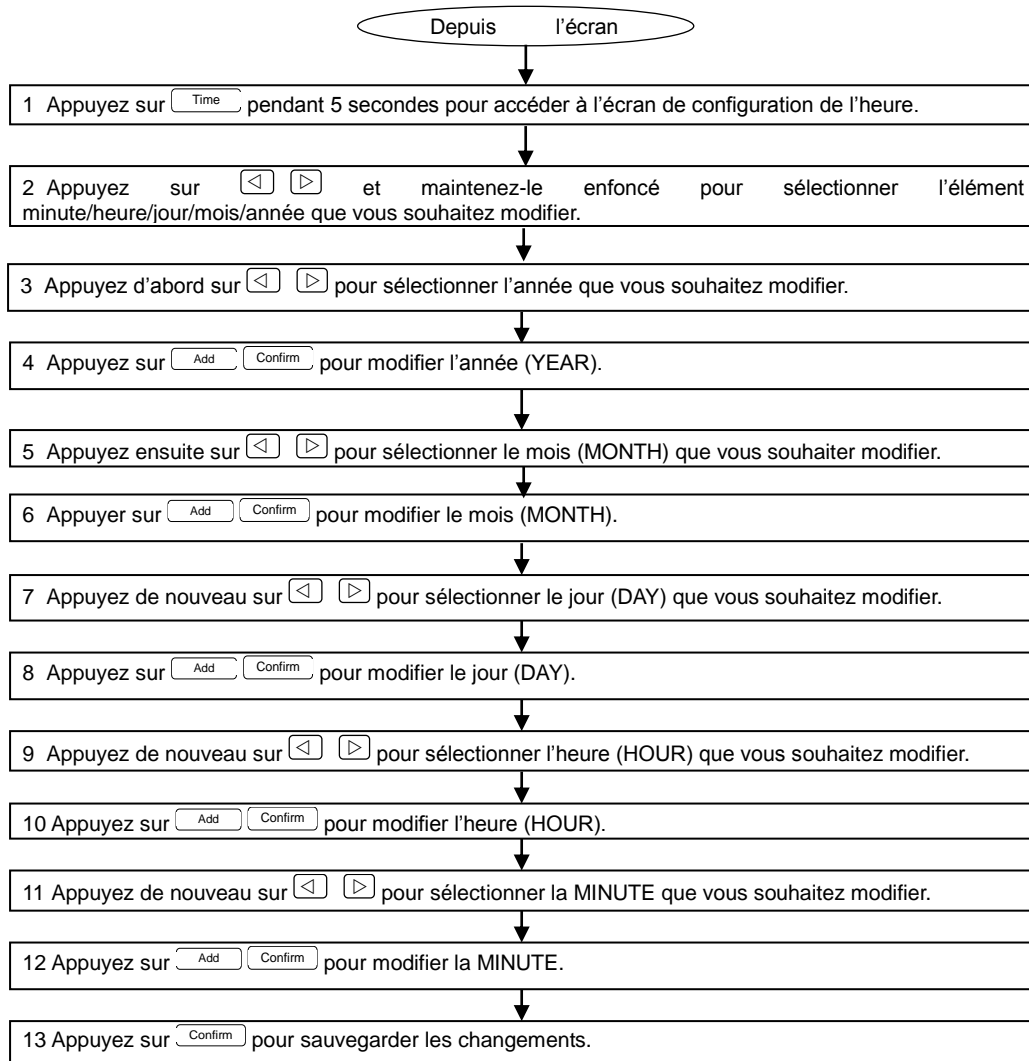 Depuis l'écran
1 Appuyez sur Time pendant 5 secondes pour accéder à l'écran de configuration de l'heure.
2 Appuyez sur ◁ ▷ et maintenez-le enfoncé pour sélectionner l'élément
minute/heure/jour/mois/année que vous souhaitez modifier.
3 Appuyez d'abord sur ◁ ▷ pour sélectionner l'année que vous souhaitez modifier.
4 Appuyez sur Add Confirm pour modifier l'année (YEAR).
5 Appuyez ensuite sur ◁ ▷ pour sélectionner le mois (MONTH) que vous souhaiter modifier.
6 Appuyer sur Add Confirm pour modifier le mois (MONTH).
7 Appuyez de nouveau sur ◁ ▷ pour sélectionner le jour (DAY) que vous souhaitez modifier.
8 Appuyez sur Add Confirm pour modifier le jour (DAY).
9 Appuyez de nouveau sur ◁ ▷ pour sélectionner l'heure (HOUR) que vous souhaitez modifier.
10 Appuyez sur Add Confirm pour modifier l'heure (HOUR).
11 Appuyez de nouveau sur ◁ ▷ pour sélectionner la MINUTE que vous souhaitez modifier.
12 Appuyez sur Add Confirm pour modifier la MINUTE.
13 Appuyez sur Confirm pour sauvegarder les changements.